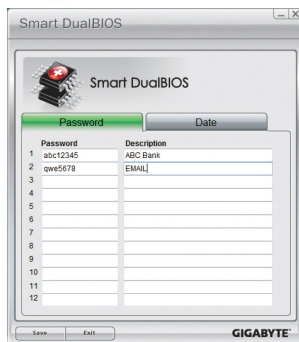 Smart DualBIOS
Smart DualBIOS
Password Date
Password Description
1 abc12345 ABC Bank
2 qwe5678 EMAIL
3
4
5
6
7
8
9
10
11
12
Save Exit GIGABYTE